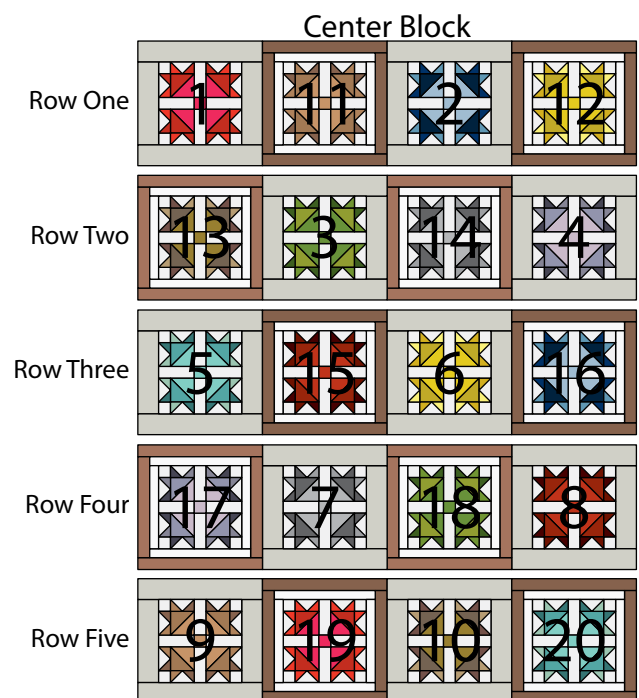 Center Block
Row One 1 11 2 12
Row Two 13 3 14 4
Row Three 5 15 6 16
Row Four 17 7 18 8
Row Five 9 19 10 20